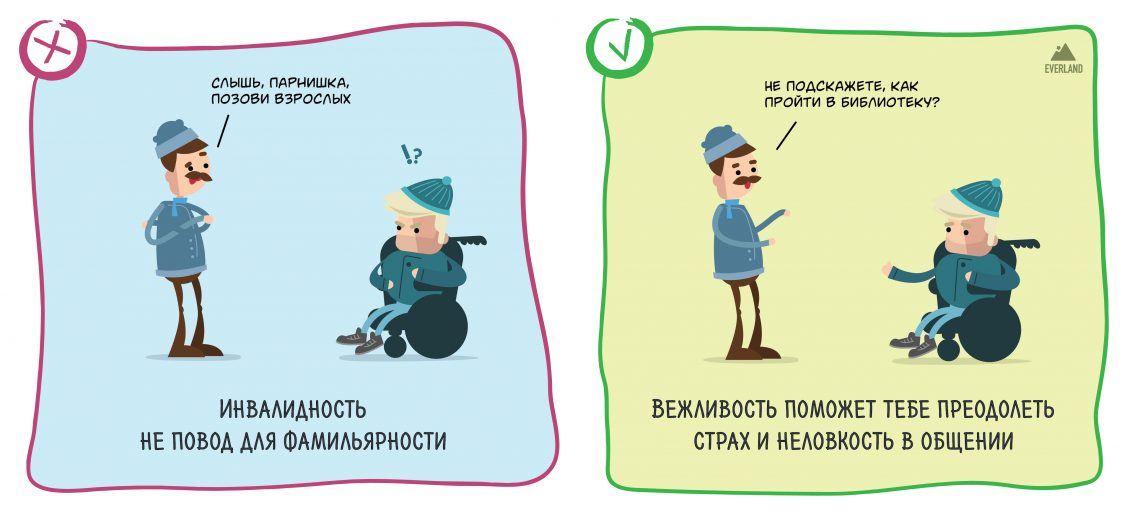 СЛЫШЬ, ПАРНИШКА,
ПОЗОВИ ВЗРОСЛЫХ
!?
ИНВАЛИДНОСТЬ
НЕ ПОВОД ДЛЯ ФАМИЛЬЯРНОСТИ
EVERLAND
НЕ ПОДСКАЖЕТЕ, КАК
ПРОЙТИ В БИБЛИОТЕКУ?
ВЕЖЛИВОСТЬ ПОМОЖЕТ ТЕБЕ ПРЕОДОЛЕТЬ
СТРАХ И НЕЛОВКОСТЬ В ОБЩЕНИИ